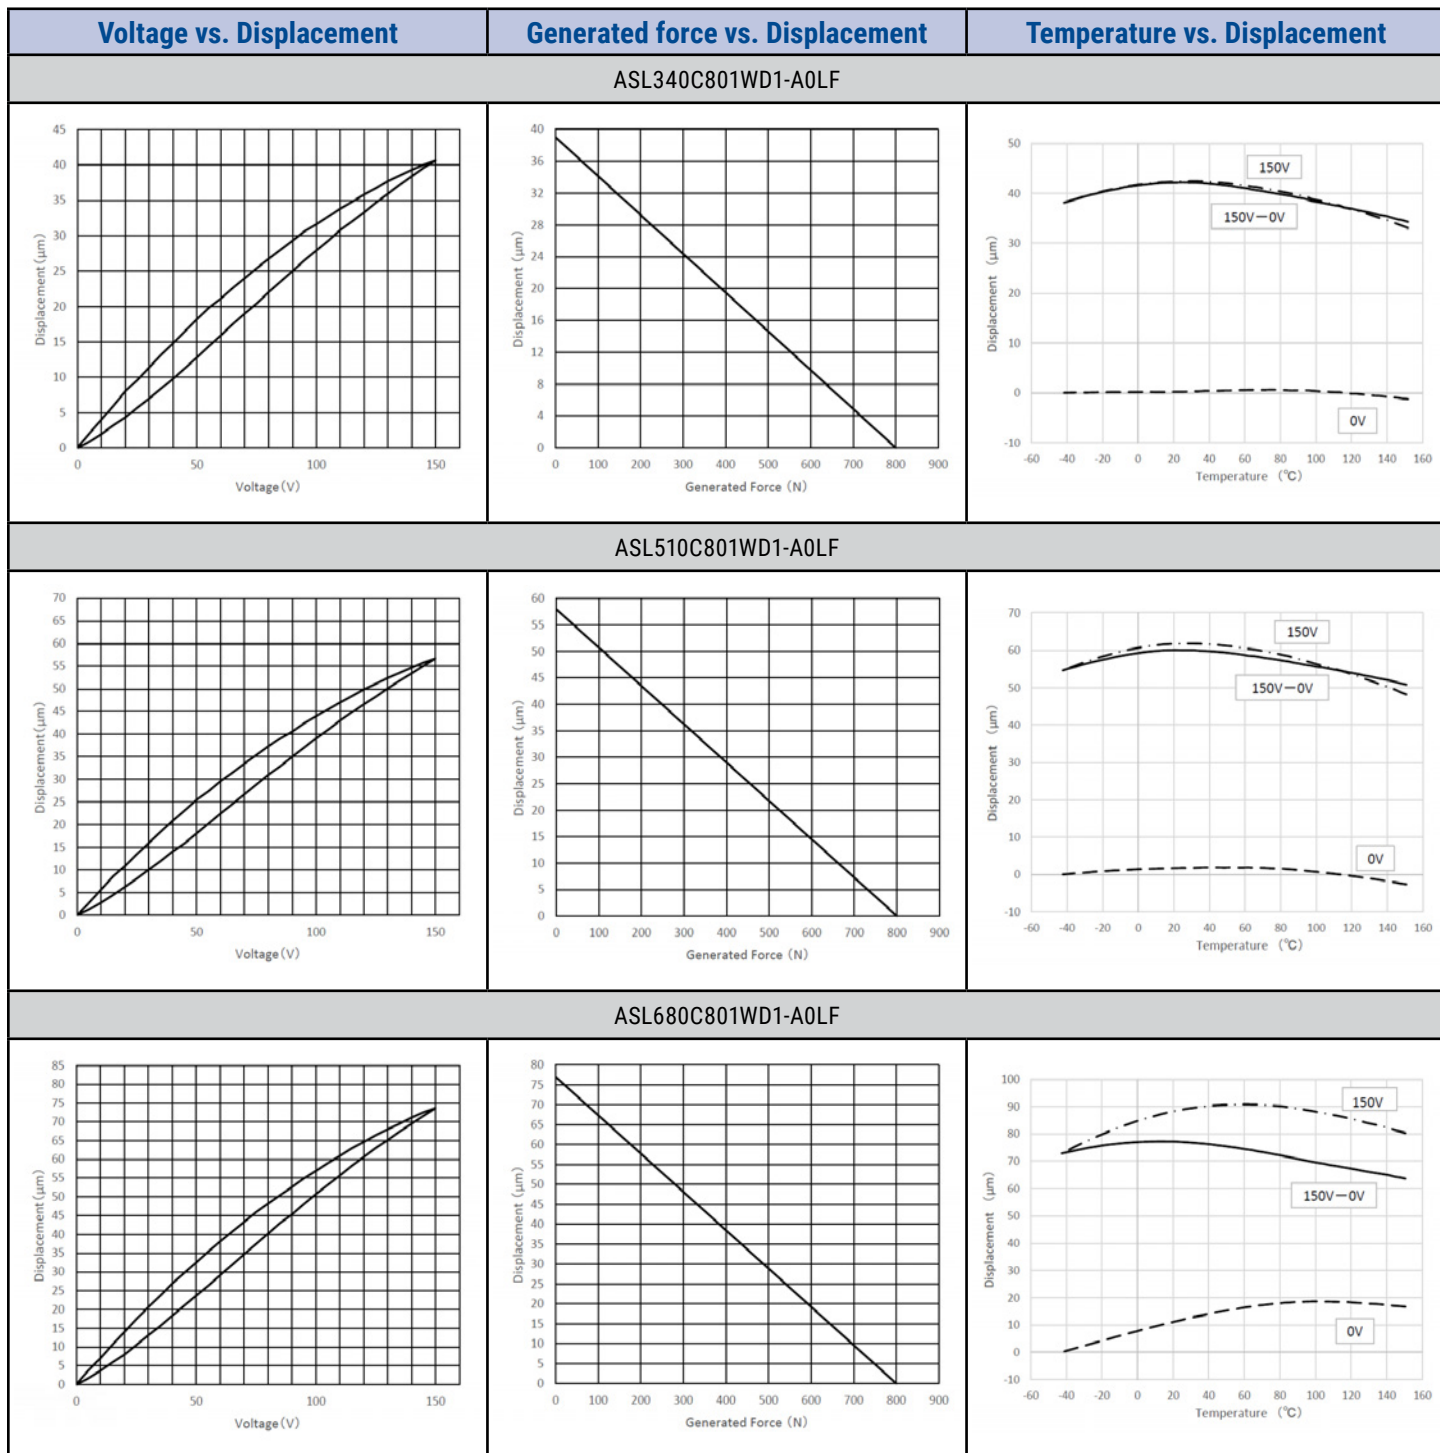 Voltage vs. Displacement
Generated force vs. Displacement
Temperature vs. Displacement
ASL340C801WD1-A0LF
45
40
35
30
25
20
15
10
5
0
0 50 100 150
Displacement(μm)
Voltage(V)
40
36
32
28
24
20
16
12
8
4
0
0 100 200 300 400 500 600 700 800 900
Displacement (μm)
Generated Force (N)
50
40
30
20
10
0
-10
-60 -40 -20 0 20 40 60 80 100 120 140 160
Displacement (μm)
Temperature (℃)
150V
150V－0V
0V
ASL510C801WD1-A0LF
70
65
60
55
50
45
40
35
30
25
20
15
10
5
0
0 50 100 150
Displacement(μm)
Voltage(V)
60
55
50
45
40
35
30
25
20
15
10
5
0
0 100 200 300 400 500 600 700 800 900
Displacement (μm)
Generated Force (N)
70
60
50
40
30
20
10
0
-10
-60 -40 -20 0 20 40 60 80 100 120 140 160
Displacement (μm)
Temperature (℃)
150V
150V－0V
0V
ASL680C801WD1-A0LF
85
80
75
70
65
60
55
50
45
40
35
30
25
20
15
10
5
0
0 50 100 150
Displacement(μm)
Voltage(V)
80
75
70
65
60
55
50
45
40
35
30
25
20
15
10
5
0
0 100 200 300 400 500 600 700 800 900
Displacement (μm)
Generated Force (N)
100
90
80
70
60
50
40
30
20
10
0
-10
-60 -40 -20 0 20 40 60 80 100 120 140 160
Displacement (μm)
Temperature (℃)
150V
150V－0V
0V